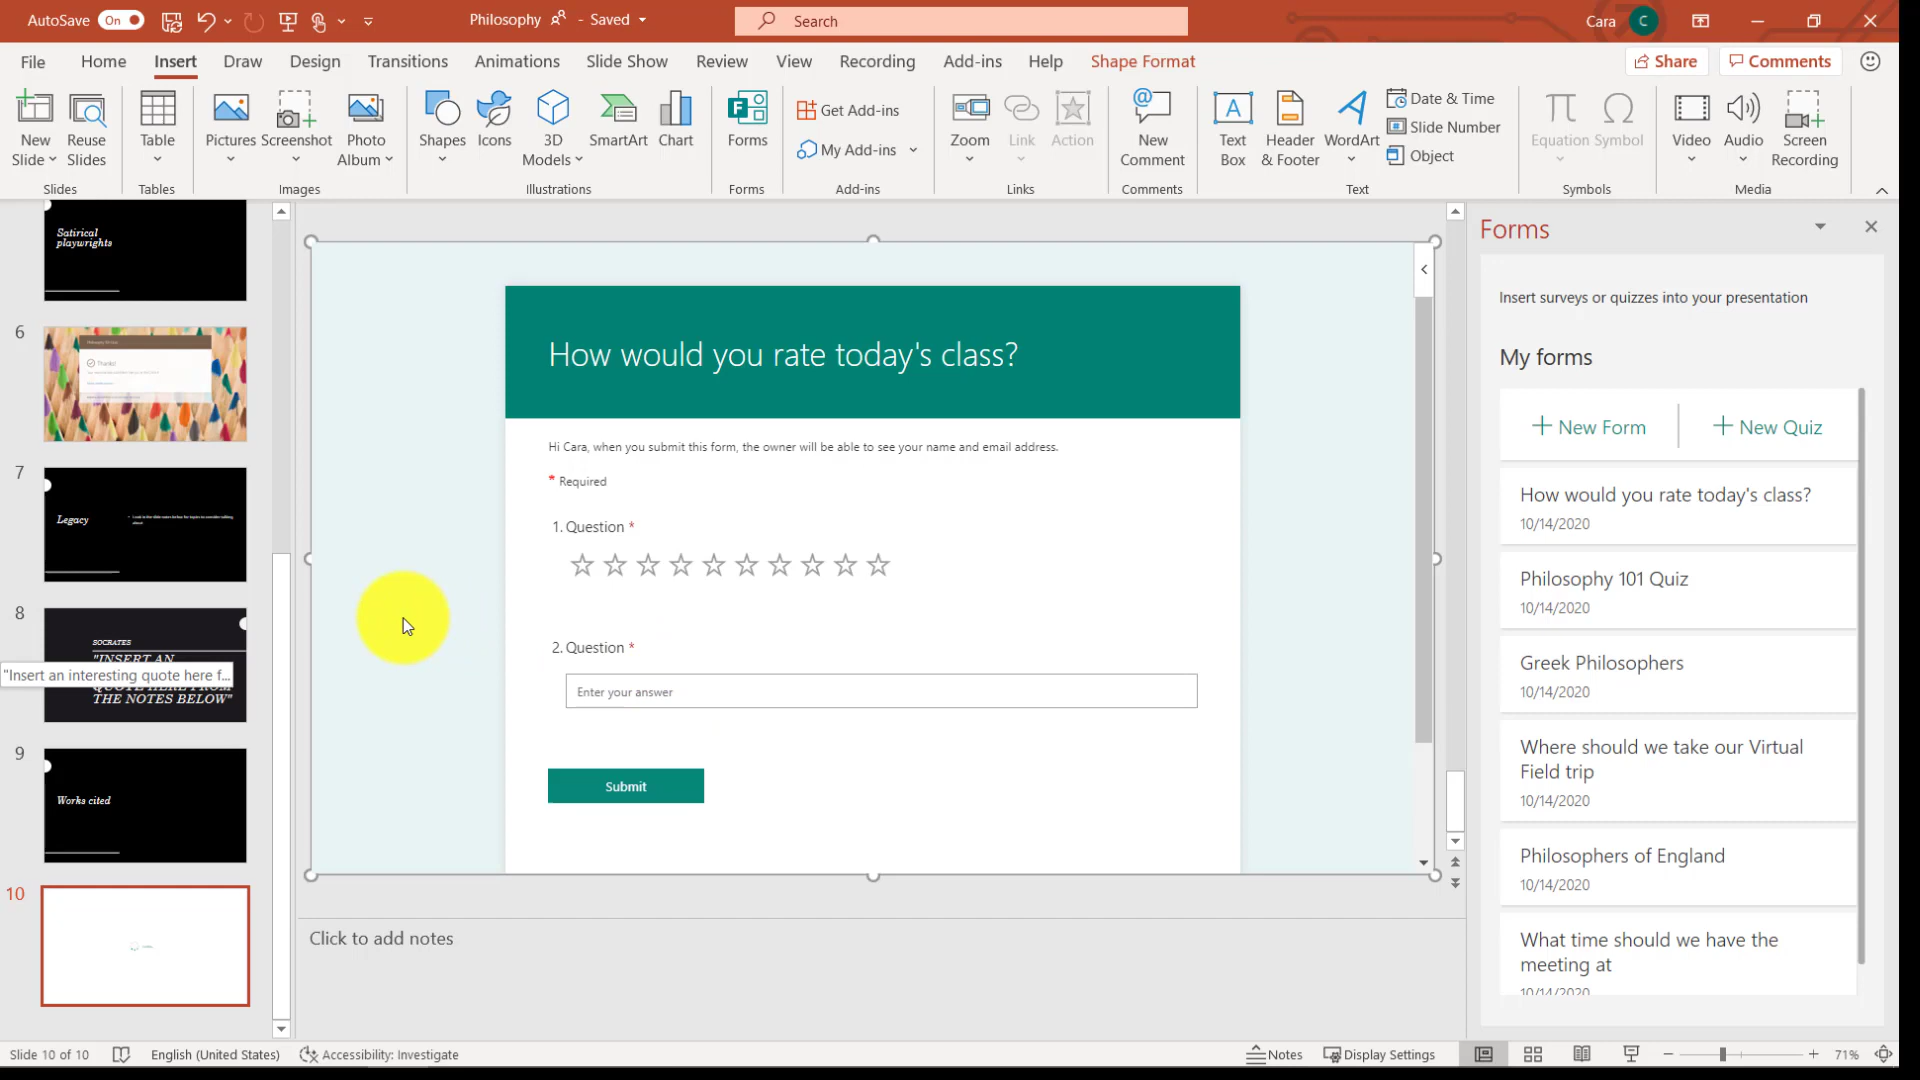 AutoSave On
Philosophy - Saved
Search
Cara C
File Home Insert Draw Design Transitions Animations Slide Show Review View Recording Add-ins Help Shape Format
Share Comments
New Slide
Reuse Slides
Table
Pictures
Screenshot
Photo Album
Shapes
Icons
3D Models
SmartArt
Chart
Forms
Get Add-ins
My Add-ins
Zoom
Link
Action
New Comment
Text Box
Header & Footer
WordArt
Date & Time
Slide Number
Object
Equation
Symbol
Video
Audio
Screen Recording
Slides Tables Images Illustrations Forms Add-ins Links Comments Text Symbols Media
Satirical
playwrights
6
Thanks!
7
Legacy
8
SOCRATES
"INSERT AN
"Insert an interesting quote here f...
QUOTE HERE FROM
THE NOTES BELOW"
9
Works cited
10
How would you rate today's class?
Hi Cara, when you submit this form, the owner will be able to see your name and email address.
* Required
1. Question *
2. Question *
Enter your answer
Submit
Click to add notes
Forms
Insert surveys or quizzes into your presentation
My forms
New Form
New Quiz
How would you rate today's class?
10/14/2020
Philosophy 101 Quiz
10/14/2020
Greek Philosophers
10/14/2020
Where should we take our Virtual
Field trip
10/14/2020
Philosophers of England
10/14/2020
What time should we have the
meeting at
10/14/2020
Slide 10 of 10 English (United States) Accessibility: Investigate Notes Display Settings 71%